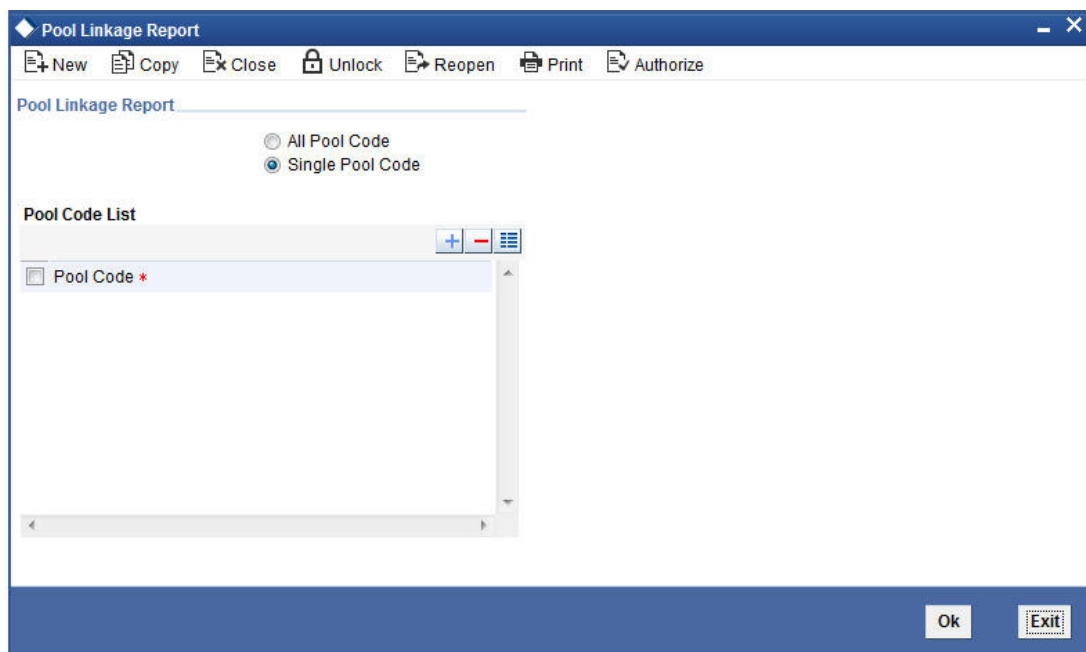 Pool Linkage Report
New Copy Close Unlock Reopen Print Authorize
Pool Linkage Report
All Pool Code
Single Pool Code
Pool Code List
Pool Code *
Ok Exit